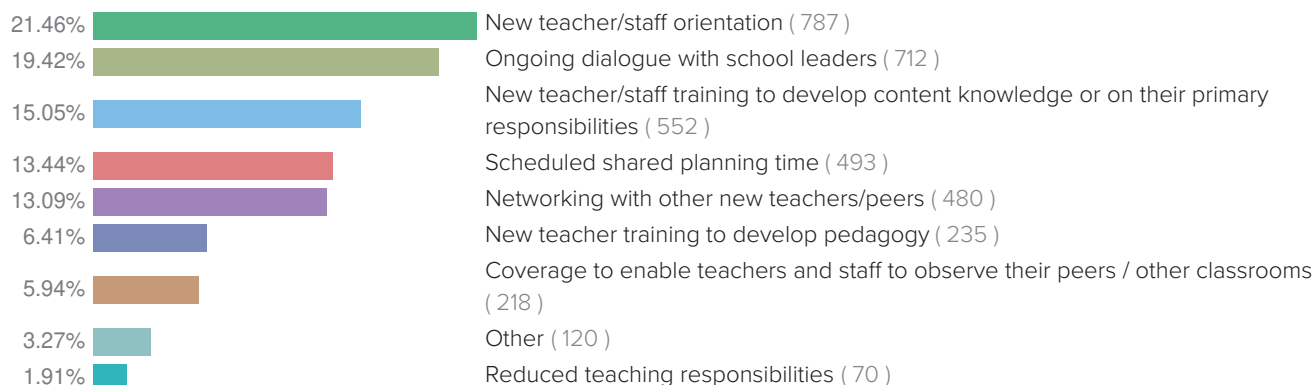 21.46% New teacher/staff orientation ( 787 )
19.42% Ongoing dialogue with school leaders ( 712 )
15.05% New teacher/staff training to develop content knowledge or on their primary
responsibilities ( 552 )
13.44% Scheduled shared planning time ( 493 )
13.09% Networking with other new teachers/peers ( 480 )
6.41% New teacher training to develop pedagogy ( 235 )
5.94% Coverage to enable teachers and staff to observe their peers / other classrooms
( 218 )
3.27% Other ( 120 )
1.91% Reduced teaching responsibilities ( 70 )